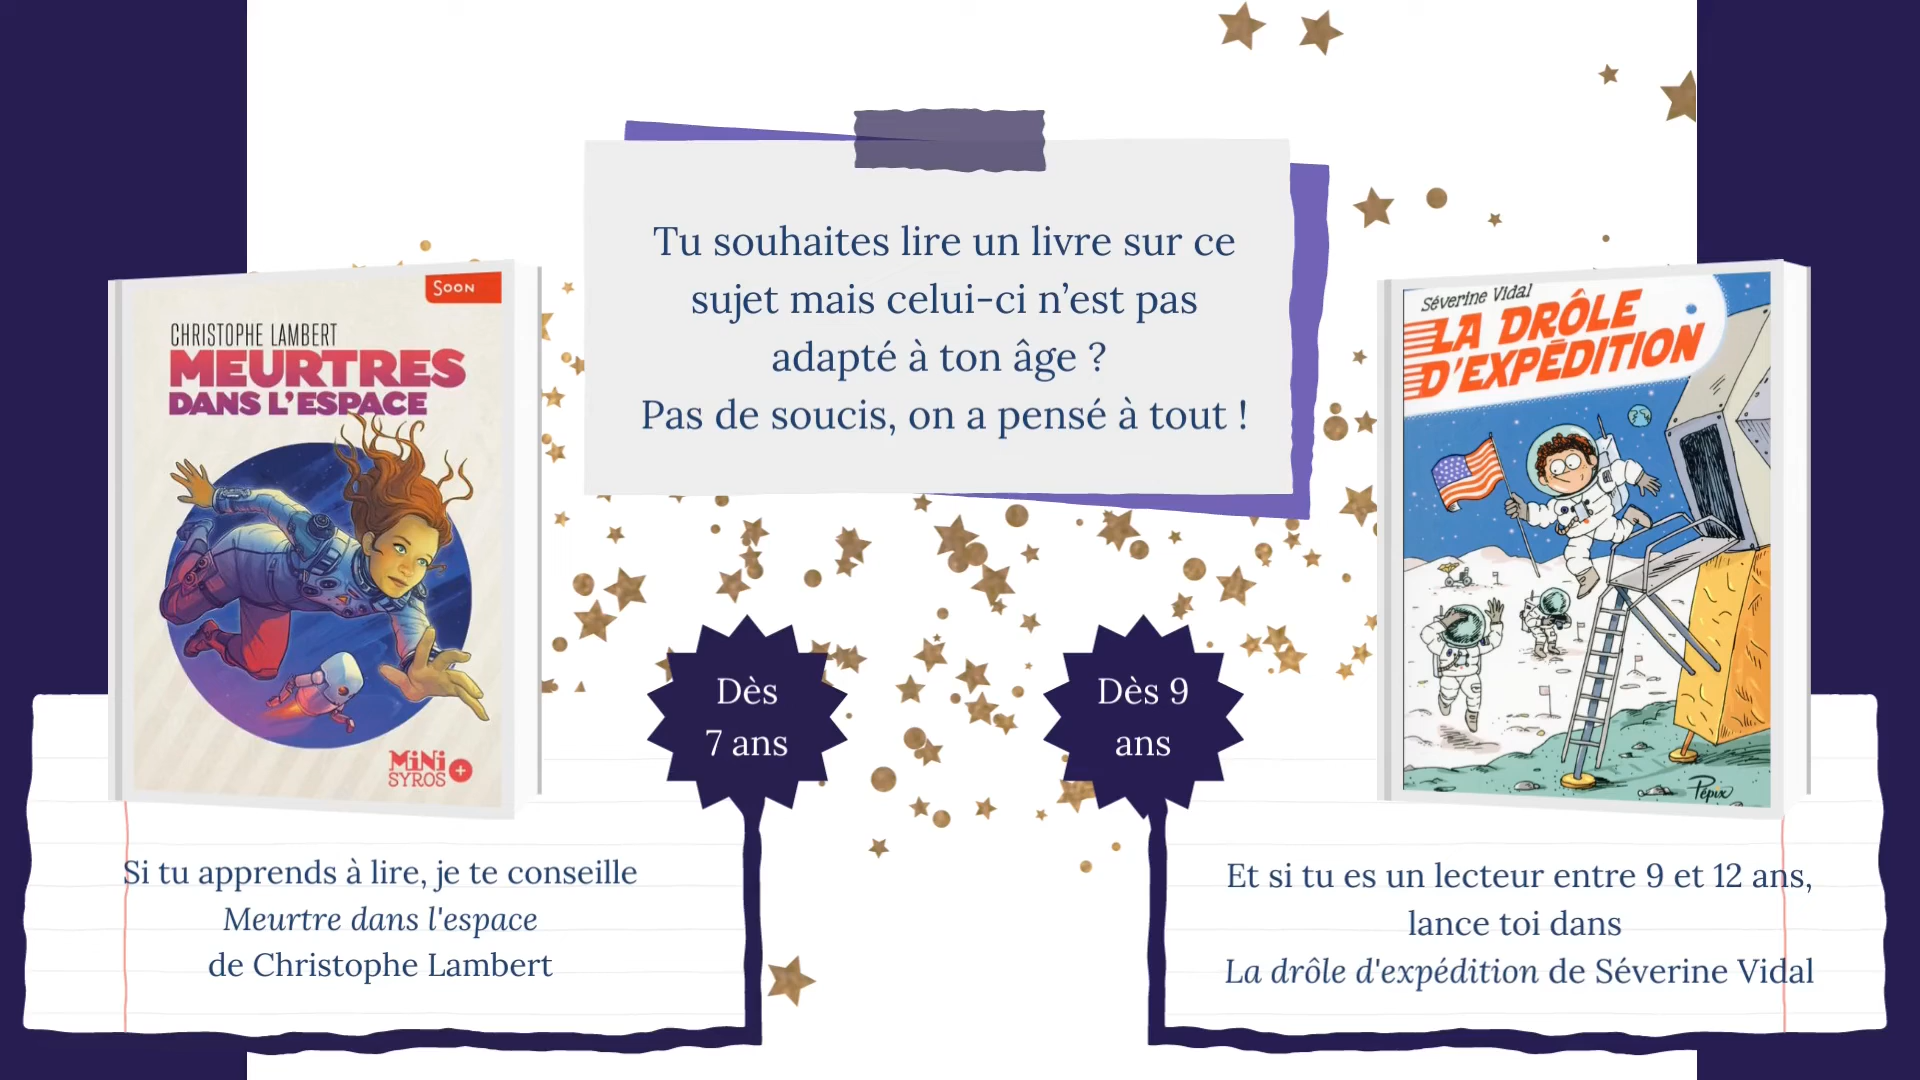 Tu souhaites lire un livre sur ce
sujet mais celui-ci n’est pas
adapté à ton âge ?
Pas de soucis, on a pensé à tout !
SOON
CHRISTOPHE LAMBERT
MEURTRES
DANS L’ESPACE
MiNi
SYROS +
Séverine Vidal
LA DRÔLE
D'EXPÉDITION
Pépix
Dès
7 ans
Dès 9
ans
Si tu apprends à lire, je te conseille
Meurtre dans l'espace
de Christophe Lambert
Et si tu es un lecteur entre 9 et 12 ans,
lance toi dans
La drôle d'expédition de Séverine Vidal